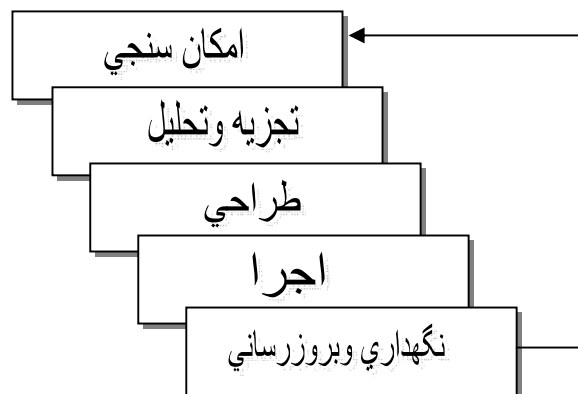 امكان سنجي
تجزيه وتحليل
طراحي
اجرا
نگهداري وبروزرساني